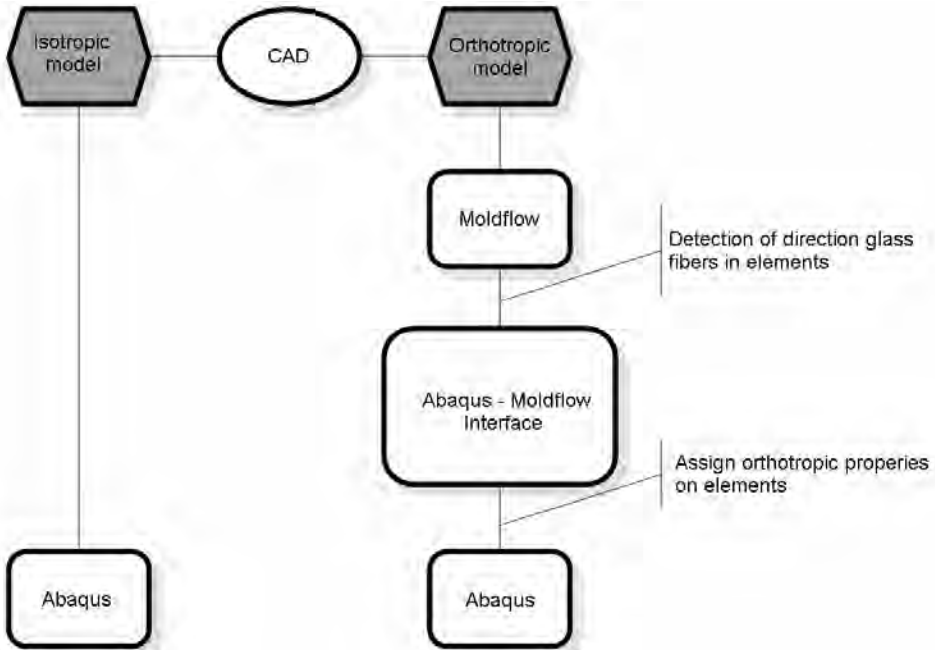 Isotropic
model
CAD
Orthotropic
model
Moldflow
Detection of direction glass
fibers in elements
Abaqus - Moldflow
Interface
Assign orthotropic properies
on elements
Abaqus
Abaqus